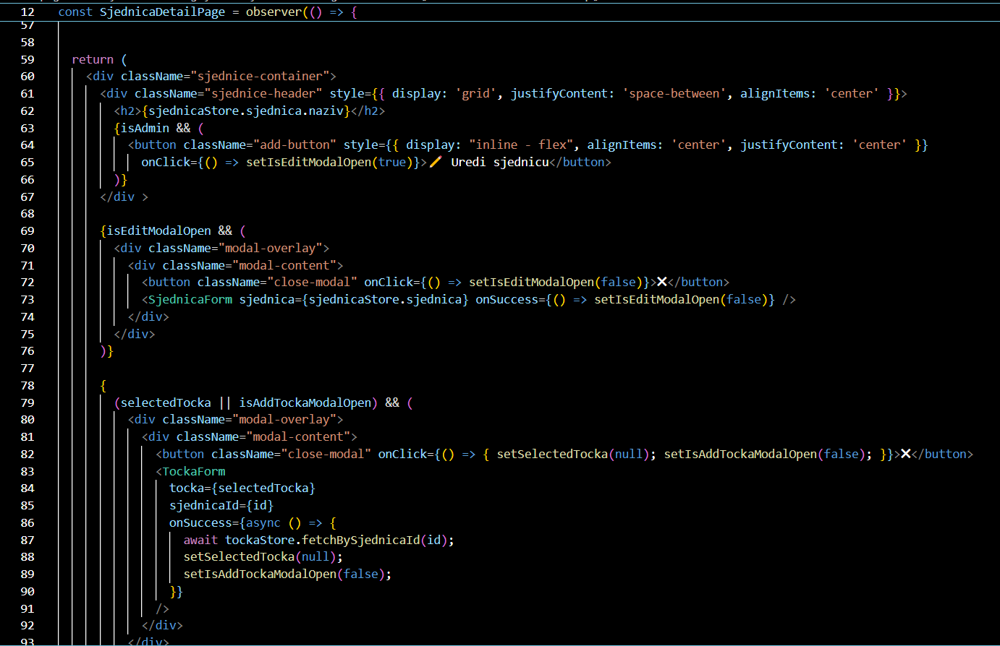 12 const SjednicaDetailPage = observer(() => {
57
58
59 return (
60 <div className="sjednice-container">
61 <div className="sjednice-header" style={{ display: 'grid', justifyContent: 'space-between', alignItems: 'center' }}>
62 <h2>{sjednicaStore.sjednica.naziv}</h2>
63 {isAdmin && (
64 <button className="add-button" style={{ display: "inline - flex", alignItems: 'center', justifyContent: 'center' }}
65 onClick={() => setIsEditModalOpen(true)}>✏️ Uredi sjednicu</button>
66 )}
67 </div >
68
69 {isEditModalOpen && (
70 <div className="modal-overlay">
71 <div className="modal-content">
72 <button className="close-modal" onClick={() => setIsEditModalOpen(false)}>❌</button>
73 <SjednicaForm sjednica={sjednicaStore.sjednica} onSuccess={() => setIsEditModalOpen(false)} />
74 </div>
75 </div>
76 )}
77
78 {
79 (selectedTocka || isAddTockaModalOpen) && (
80 <div className="modal-overlay">
81 <div className="modal-content">
82 <button className="close-modal" onClick={() => { setSelectedTocka(null); setIsAddTockaModalOpen(false); }}>❌</button>
83 <TockaForm
84 tocka={selectedTocka}
85 sjednicaId={id}
86 onSuccess={async () => {
87 await tockaStore.fetchBySjednicaId(id);
88 setSelectedTocka(null);
89 setIsAddTockaModalOpen(false);
90 }}
91 />
92 </div>
93 </div>